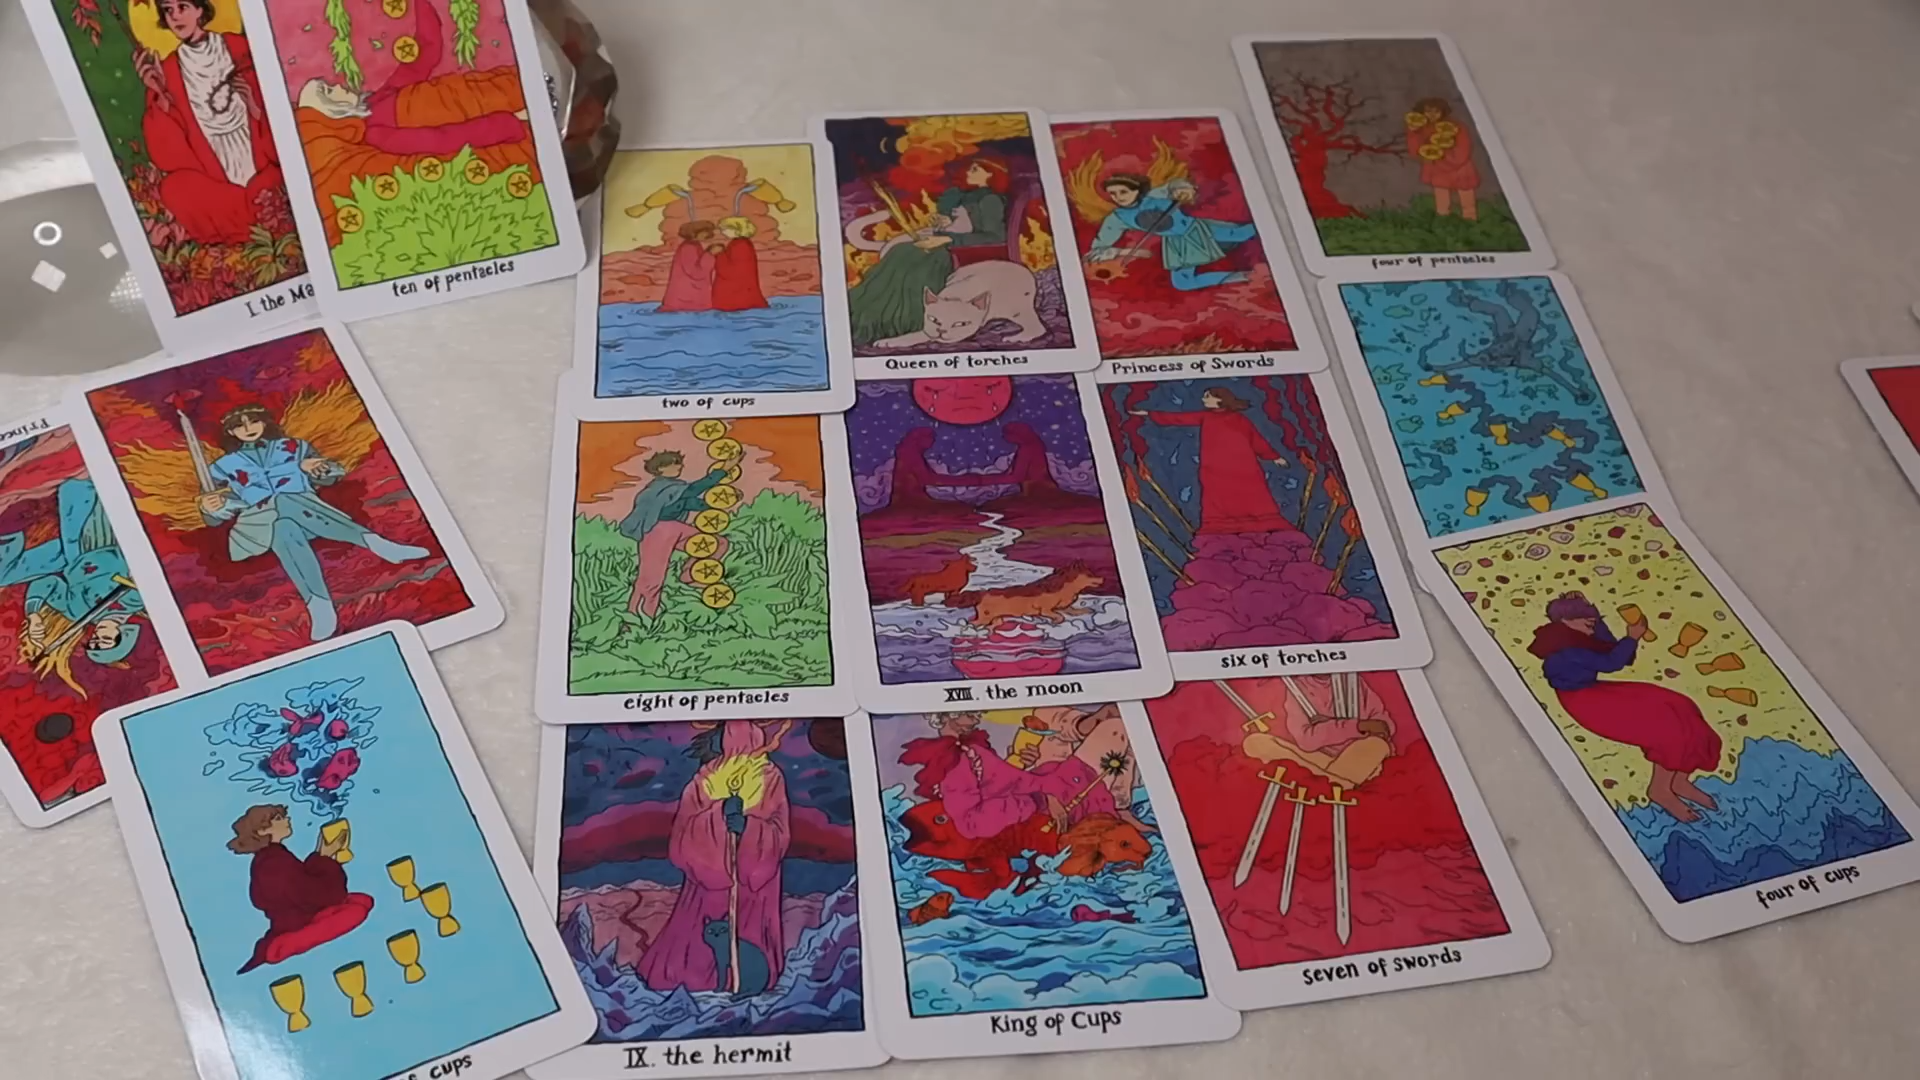 I the Ma
ten of pentacles
two of cups
Queen of torches
Princess of Swords
four of pentacles
Prince
eight of pentacles
XVIII. the moon
six of torches
cups
IX. the hermit
King of Cups
seven of swords
four of cups